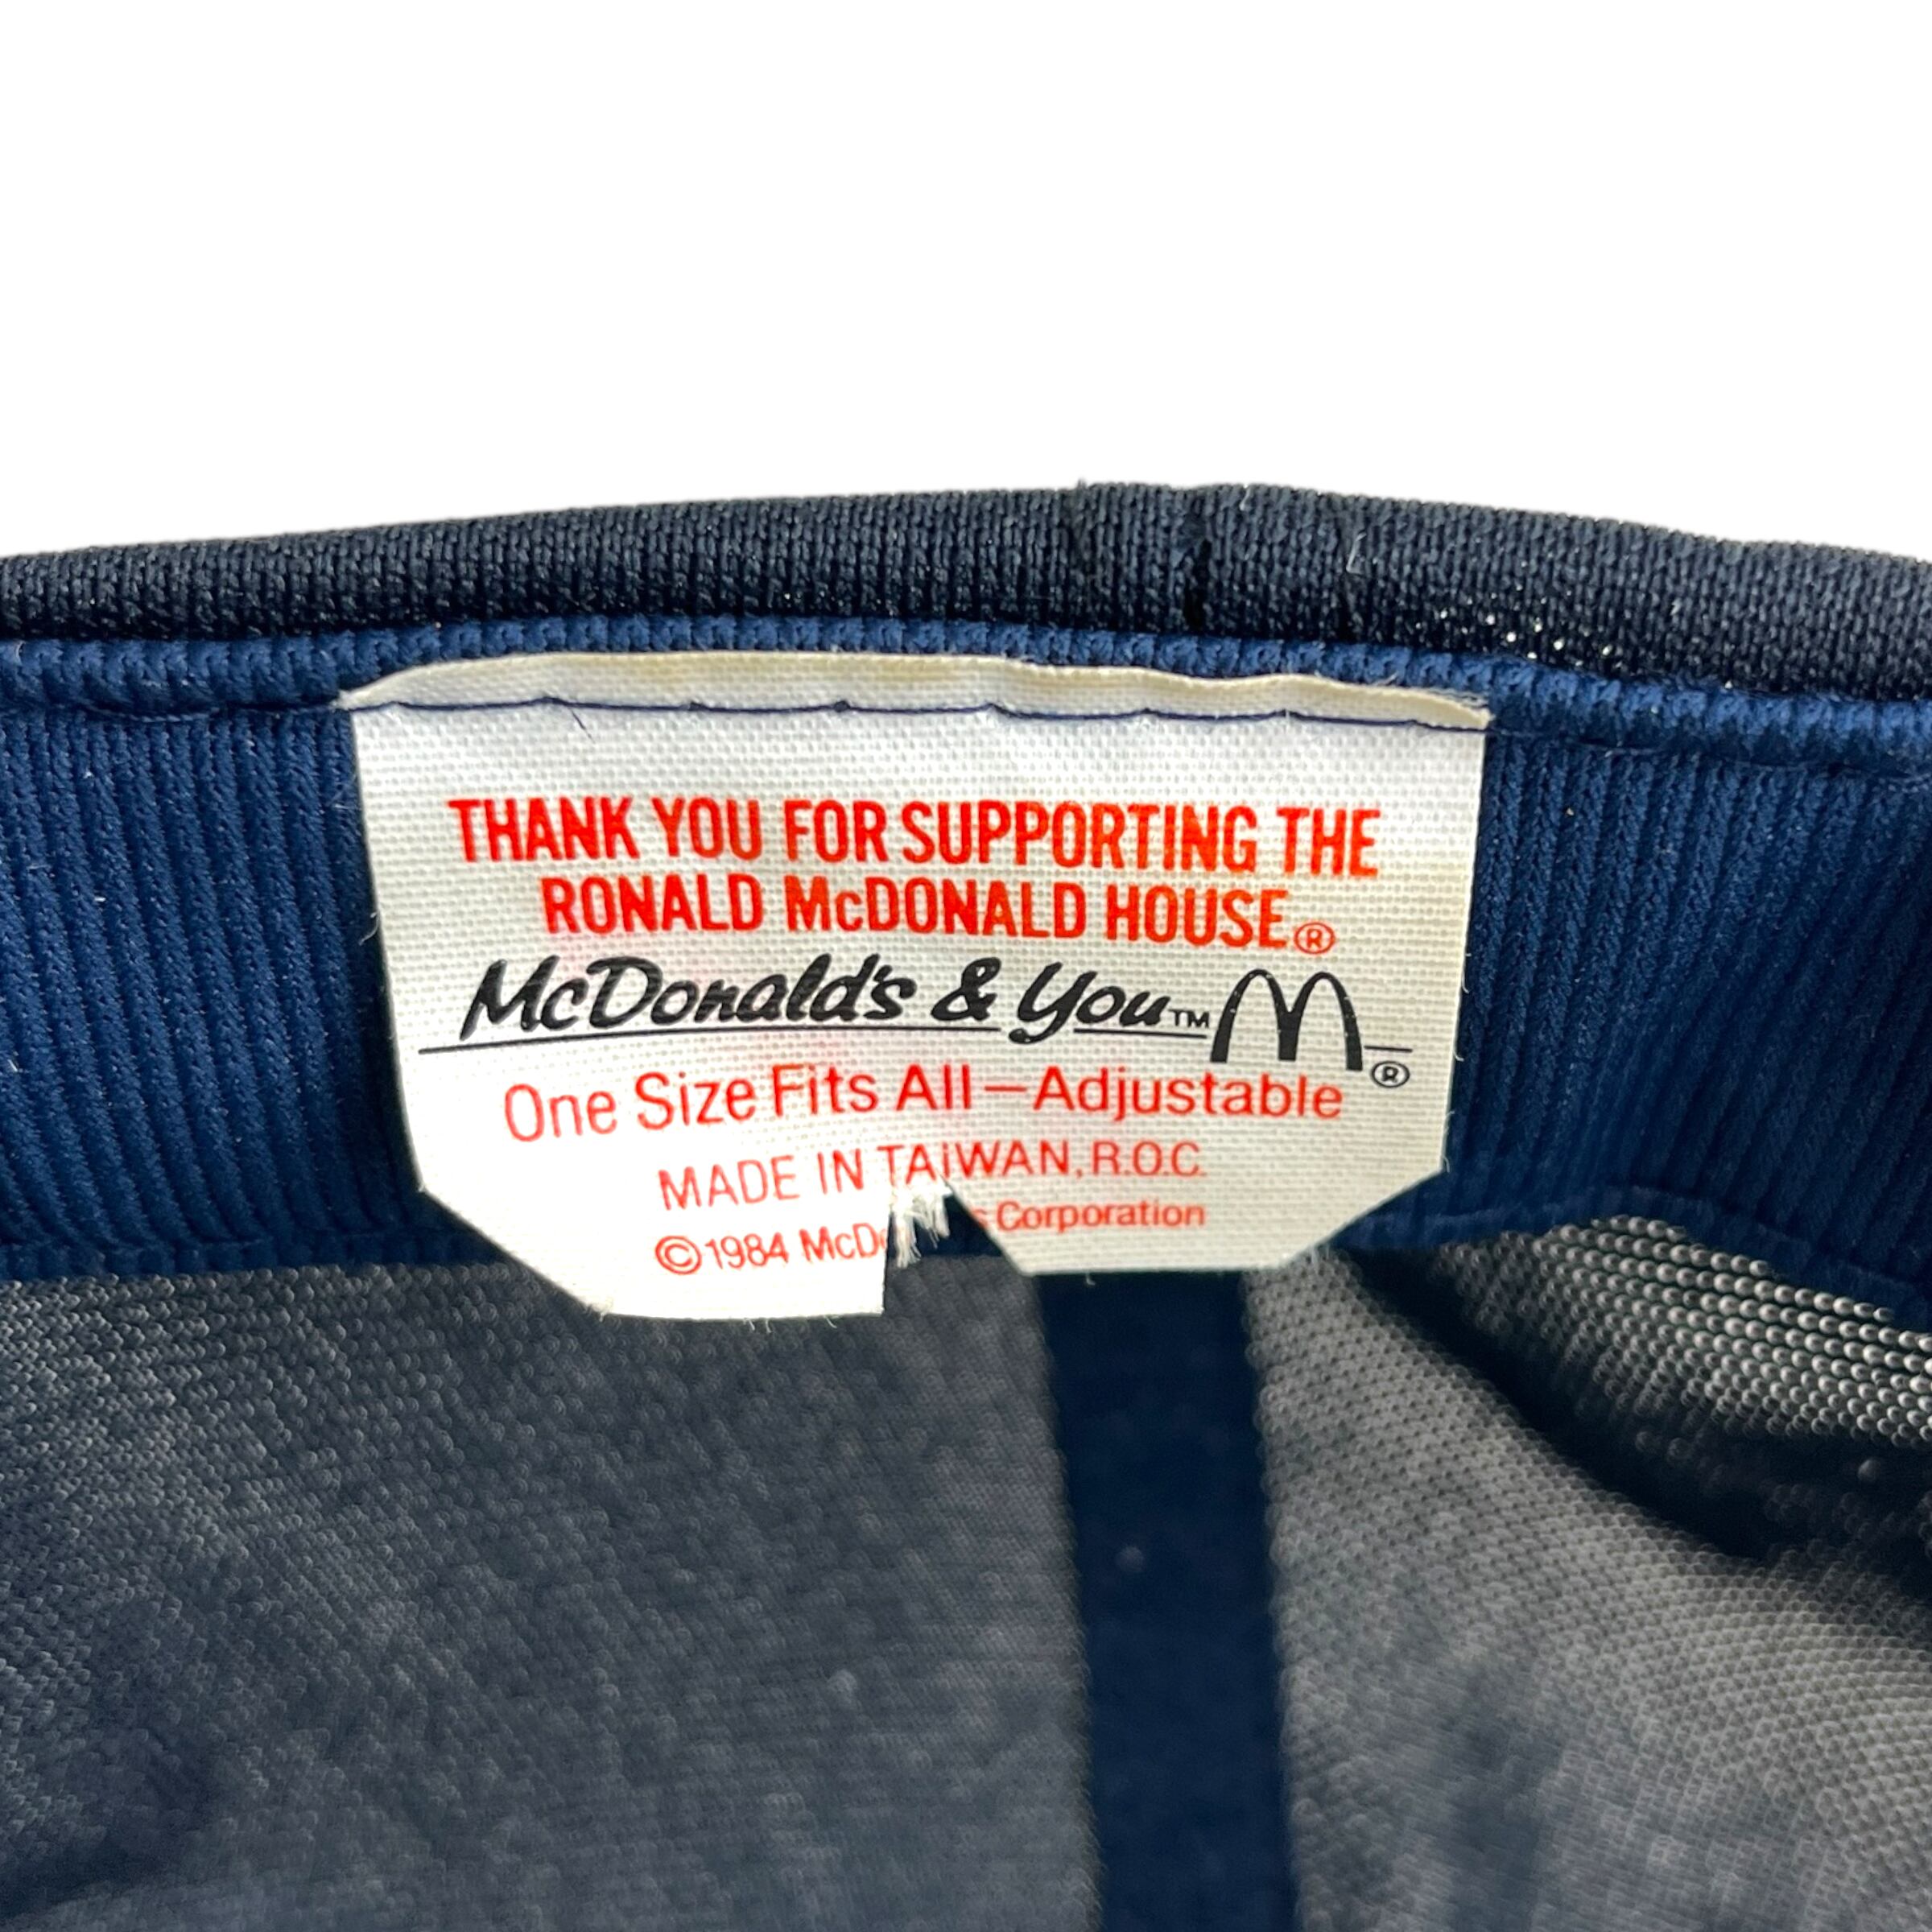 THANK YOU FOR SUPPORTING THE
RONALD McDONALD HOUSE®
McDonald's & You™ M®
One Size Fits All—Adjustable
MADE IN TAIWAN, R.O.C.
©1984 McDo s Corporation